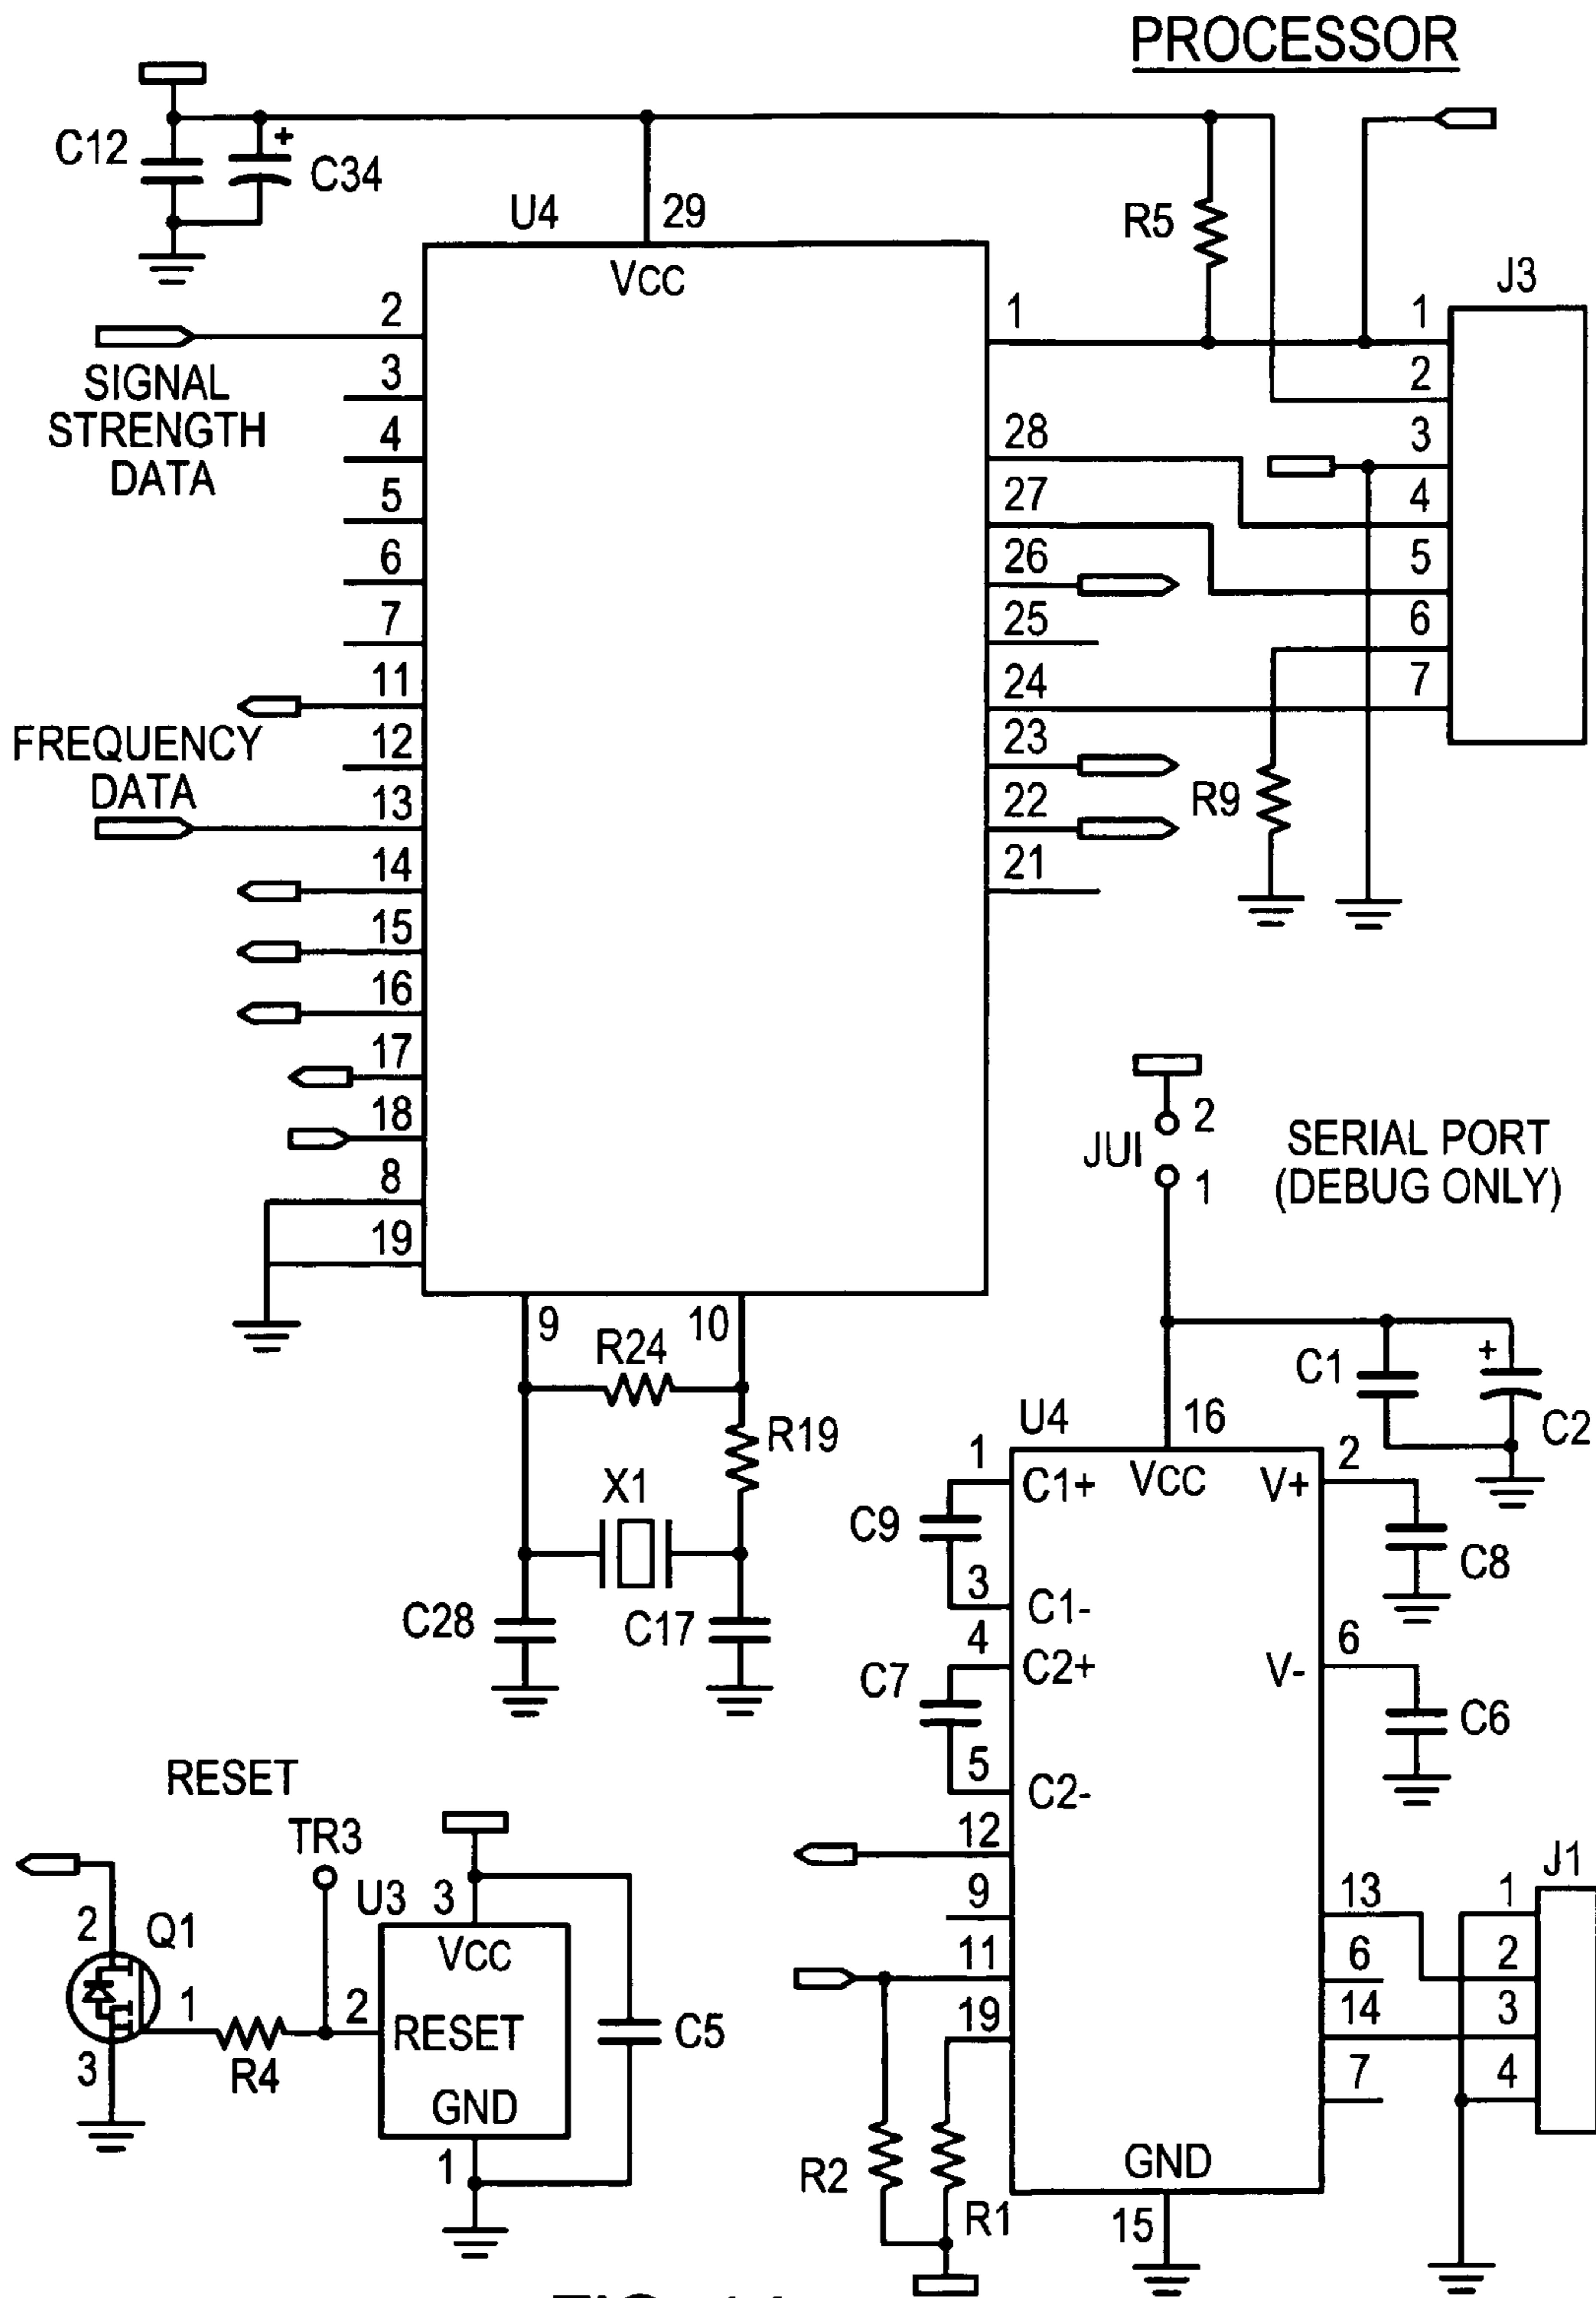 PROCESSOR
C12
+
C34
U4
29
VCC
R5
J3
2
SIGNAL
STRENGTH
DATA
3
4
5
6
7
11
FREQUENCY
DATA
12
13
14
15
16
17
18
8
19
1
28
27
26
25
24
23
22
21
1
2
3
4
5
6
7
R9
9
10
R24
R19
X1
C28
C17
2
JUI
1
SERIAL PORT
(DEBUG ONLY)
C1
+
C2
U4
16
1
C1+
VCC
V+
2
C9
C8
3
C1-
4
C2+
V-
6
C7
C6
5
C2-
12
9
11
19
13
6
14
7
J1
1
2
3
4
R2
R1
GND
15
RESET
TR3
U3
3
VCC
2
Q1
1
R4
2
RESET
C5
3
GND
1